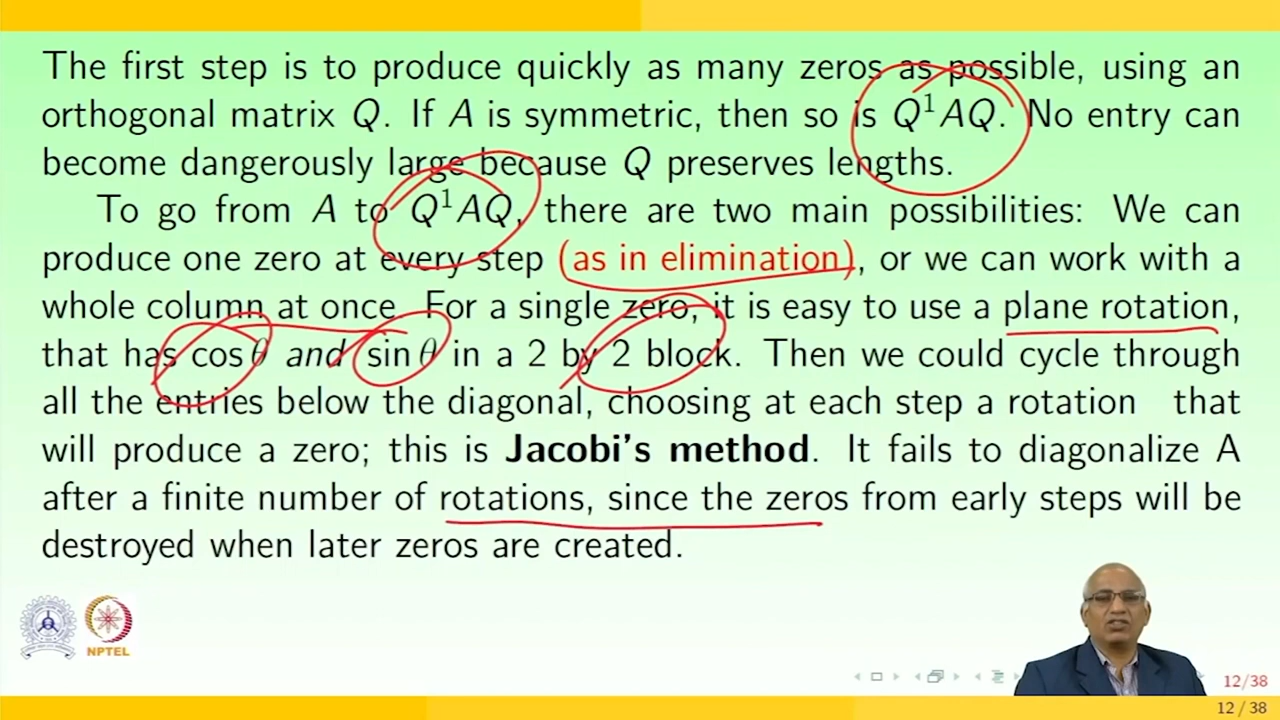 The first step is to produce quickly as many zeros as possible, using an
orthogonal matrix Q. If A is symmetric, then so is Q¹AQ. No entry can
become dangerously large because Q preserves lengths.
To go from A to Q¹AQ, there are two main possibilities: We can
produce one zero at every step (as in elimination), or we can work with a
whole column at once. For a single zero, it is easy to use a plane rotation,
that has cos θ and sin θ in a 2 by 2 block. Then we could cycle through
all the entries below the diagonal, choosing at each step a rotation that
will produce a zero; this is Jacobi's method. It fails to diagonalize A
after a finite number of rotations, since the zeros from early steps will be
destroyed when later zeros are created.
NPTEL
12/38
12 / 38